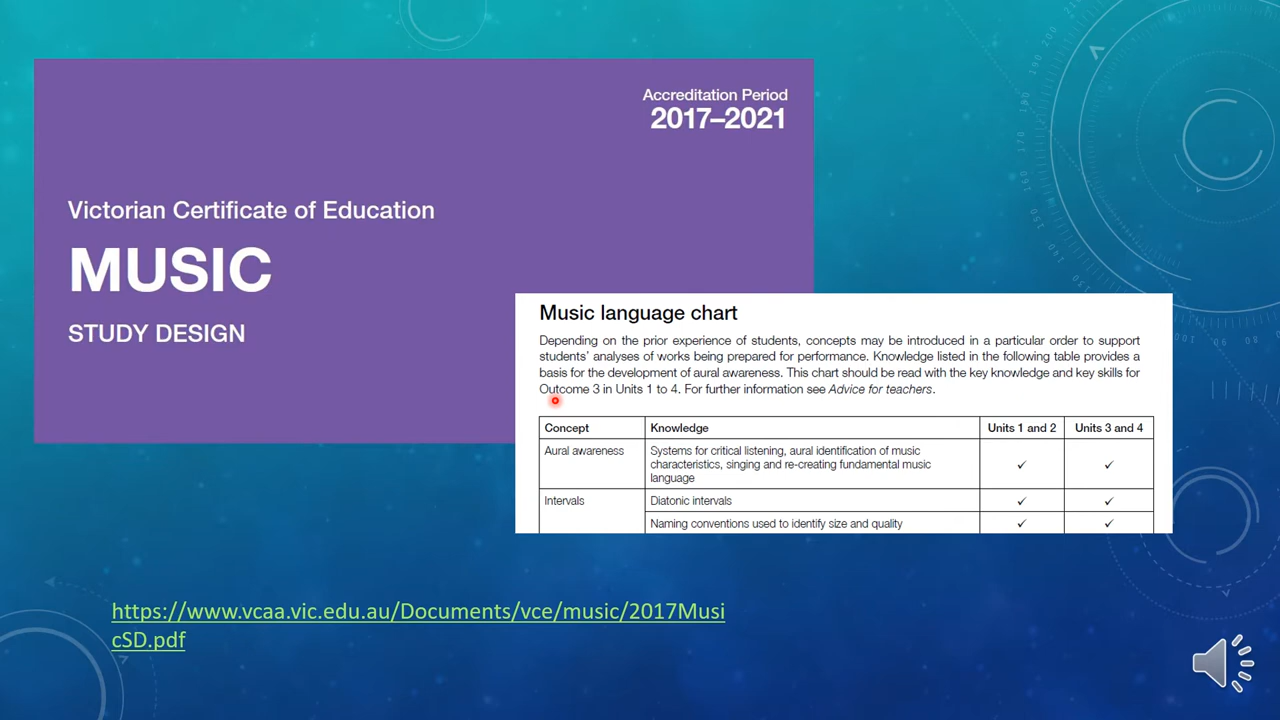 Accreditation Period
2017–2021
Victorian Certificate of Education
MUSIC
STUDY DESIGN
Music language chart
Depending on the prior experience of students, concepts may be introduced in a particular order to support
students' analyses of works being prepared for performance. Knowledge listed in the following table provides a
basis for the development of aural awareness. This chart should be read with the key knowledge and key skills for
Outcome 3 in Units 1 to 4. For further information see Advice for teachers.
Concept Knowledge Units 1 and 2 Units 3 and 4
Aural awareness Systems for critical listening, aural identification of music ✓ ✓
characteristics, singing and re-creating fundamental music
language
Intervals Diatonic intervals ✓ ✓
Naming conventions used to identify size and quality ✓ ✓
https://www.vcaa.vic.edu.au/Documents/vce/music/2017Musi
cSD.pdf